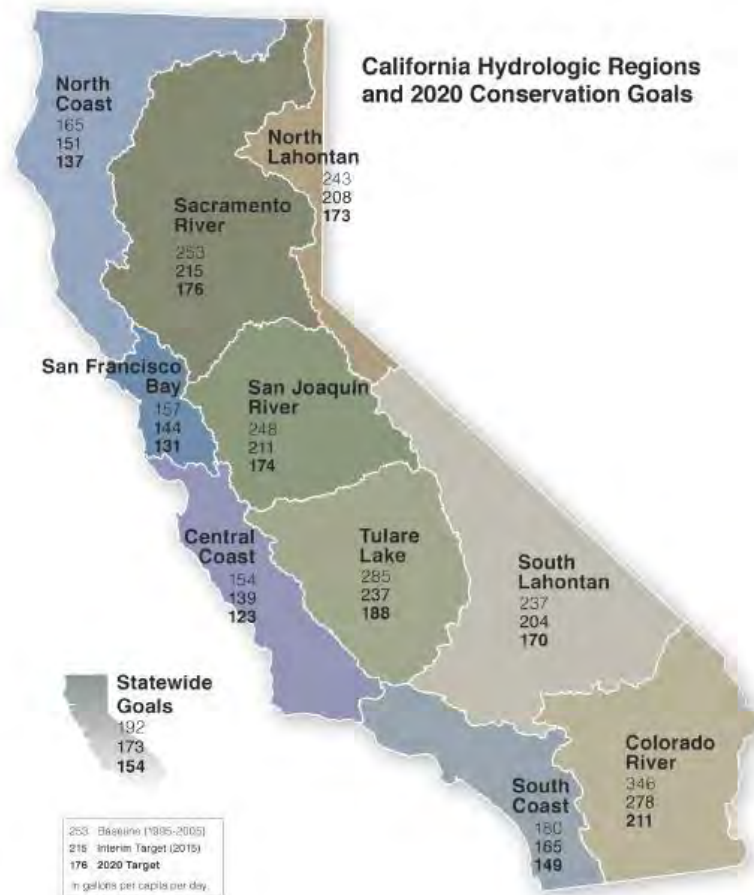 California Hydrologic Regions
and 2020 Conservation Goals
North
Coast
165
151
137
North
Lahontan
243
208
173
Sacramento
River
253
215
176
San Francisco
Bay
157
144
131
San Joaquin
River
248
211
174
Central
Coast
154
139
123
Tulare
Lake
285
237
188
South
Lahontan
237
204
170
Statewide
Goals
192
173
154
Colorado
River
346
278
211
South
Coast
180
165
149
253 Baseline (1995-2005)
215 Interim Target (2015)
176 2020 Target
In gallons per capita per day.